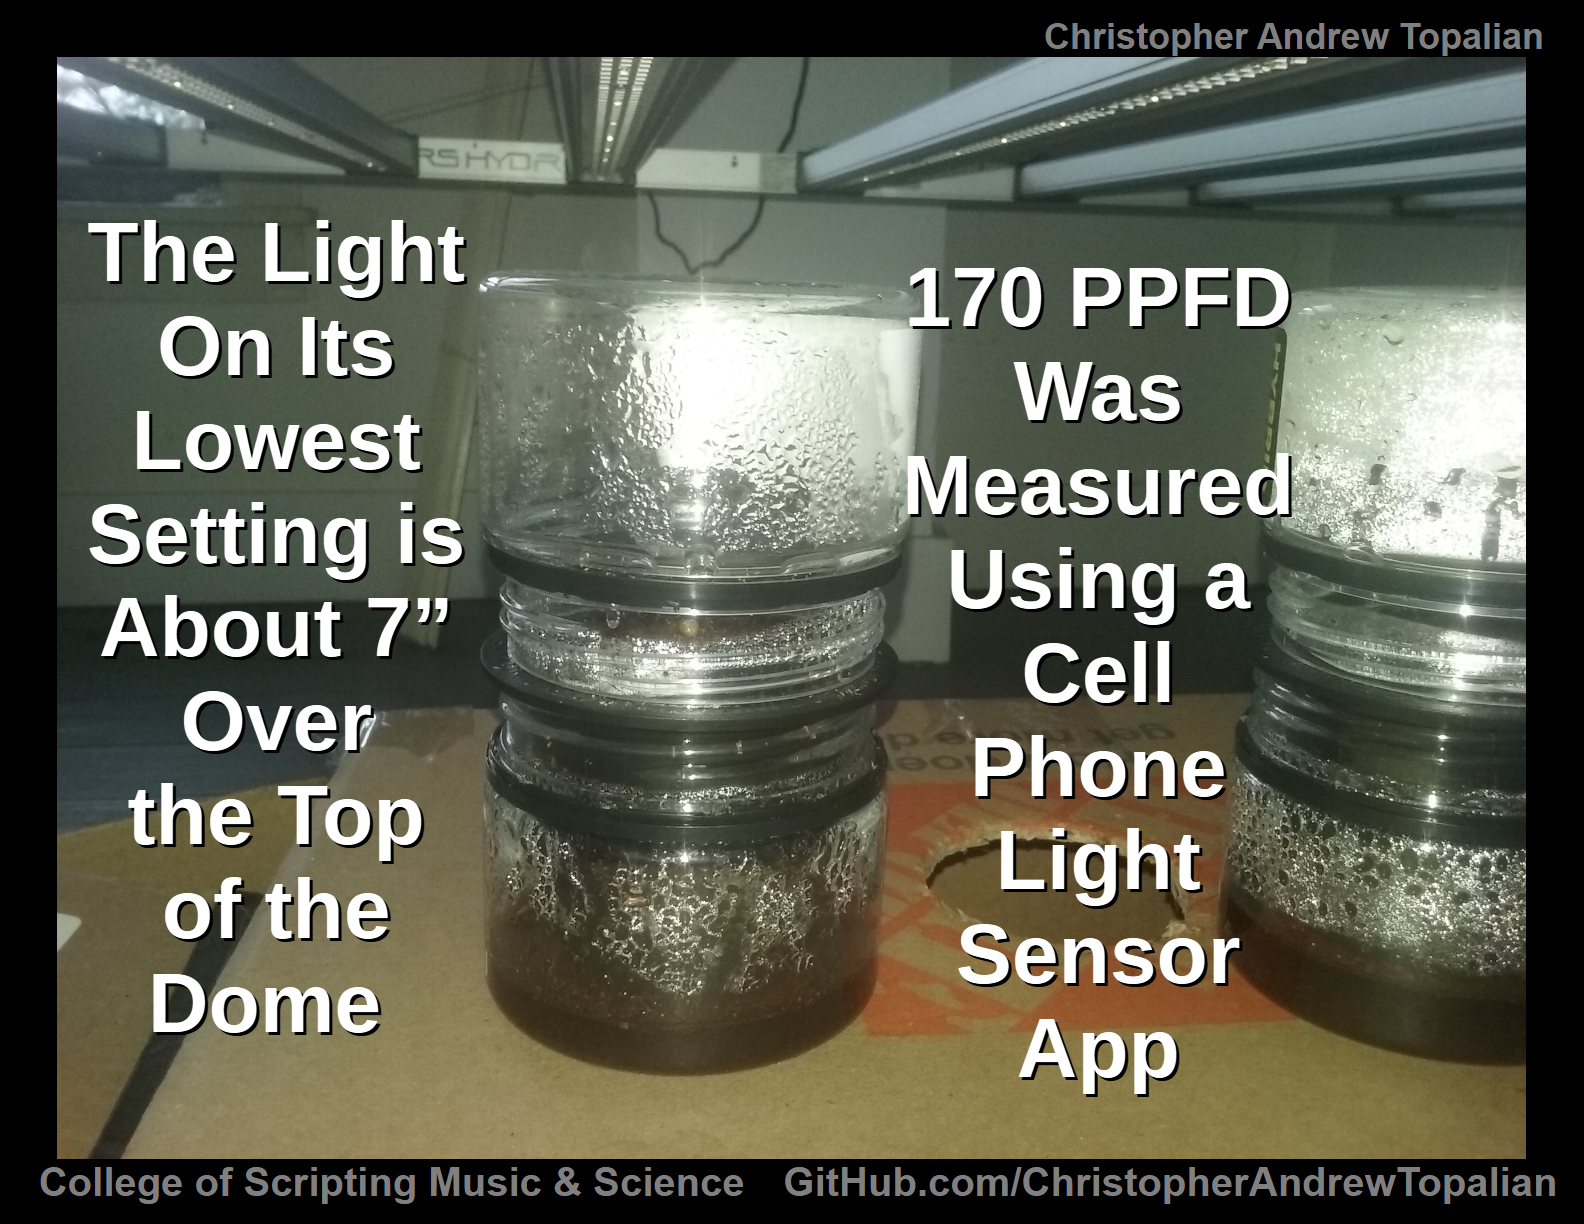 Christopher Andrew Topalian
RS HYDR
The Light
On Its
Lowest
Setting is
About 7”
Over
the Top
of the
Dome
170 PPFD
Was
Measured
Using a
Cell
Phone
Light
Sensor
App
College of Scripting Music & Science
GitHub.com/ChristopherAndrewTopalian